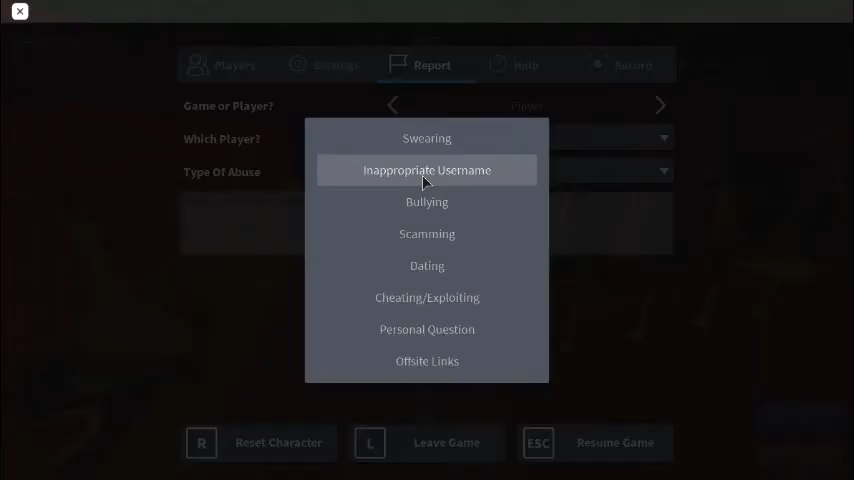 Players Settings Report Help Record
Game or Player? Player
Which Player?
Type Of Abuse
Swearing
Inappropriate Username
Bullying
Scamming
Dating
Cheating/Exploiting
Personal Question
Offsite Links
R Reset Character L Leave Game ESC Resume Game